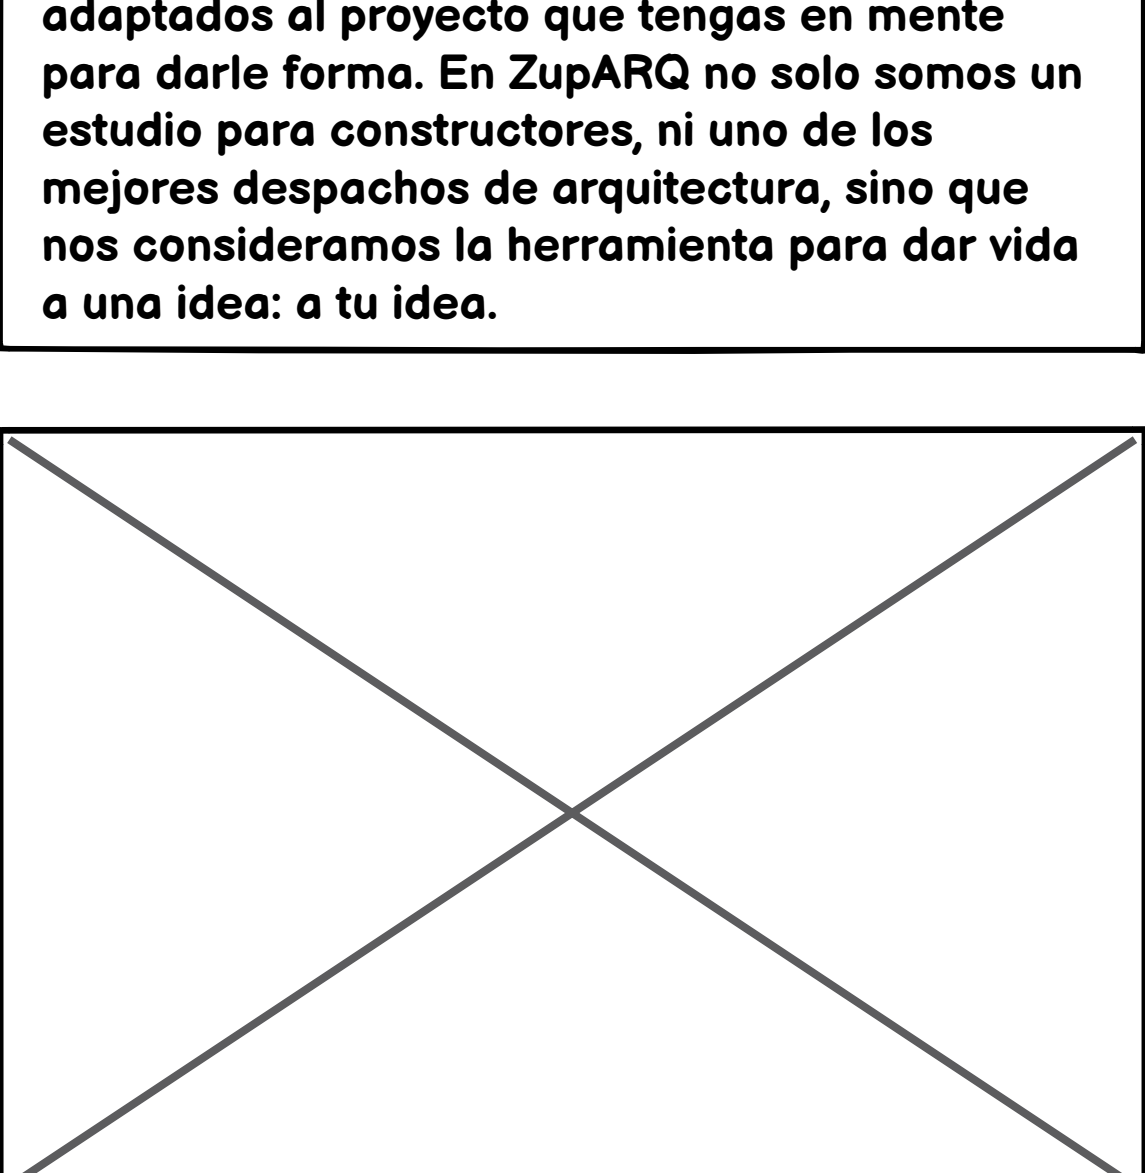 adaptados al proyecto que tengas en mente
para darle forma. En ZupARQ no solo somos un
estudio para constructores, ni uno de los
mejores despachos de arquitectura, sino que
nos consideramos la herramienta para dar vida
a una idea: a tu idea.